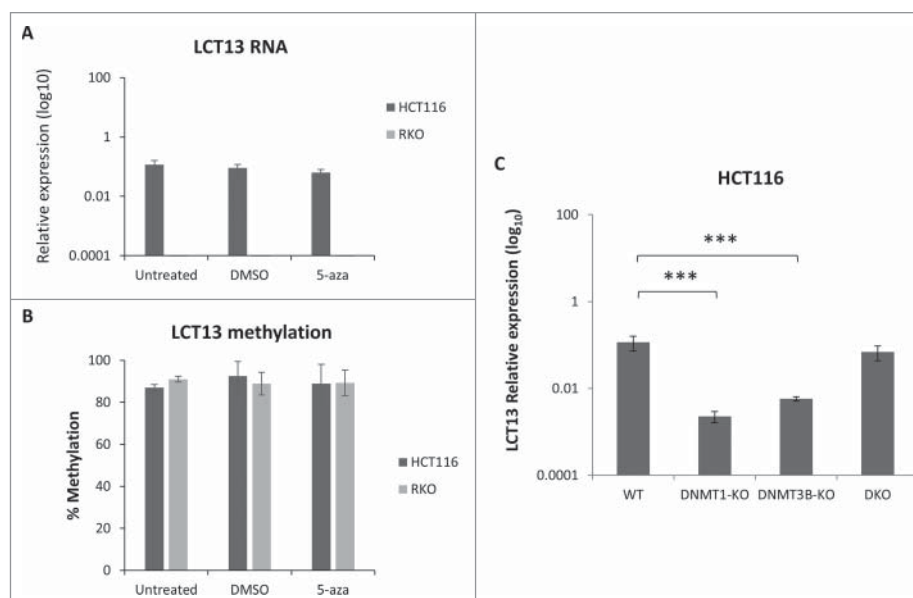 A
LCT13 RNA
Relative expression (log10)
100
1
0.01
0.0001
Untreated DMSO 5-aza
HCT116
RKO
B
LCT13 methylation
% Methylation
100
80
60
40
20
0
Untreated DMSO 5-aza
HCT116
RKO
C
HCT116
LCT13 Relative expression (log10)
100
1
0.01
0.0001
***
***
WT DNMT1-KO DNMT3B-KO DKO